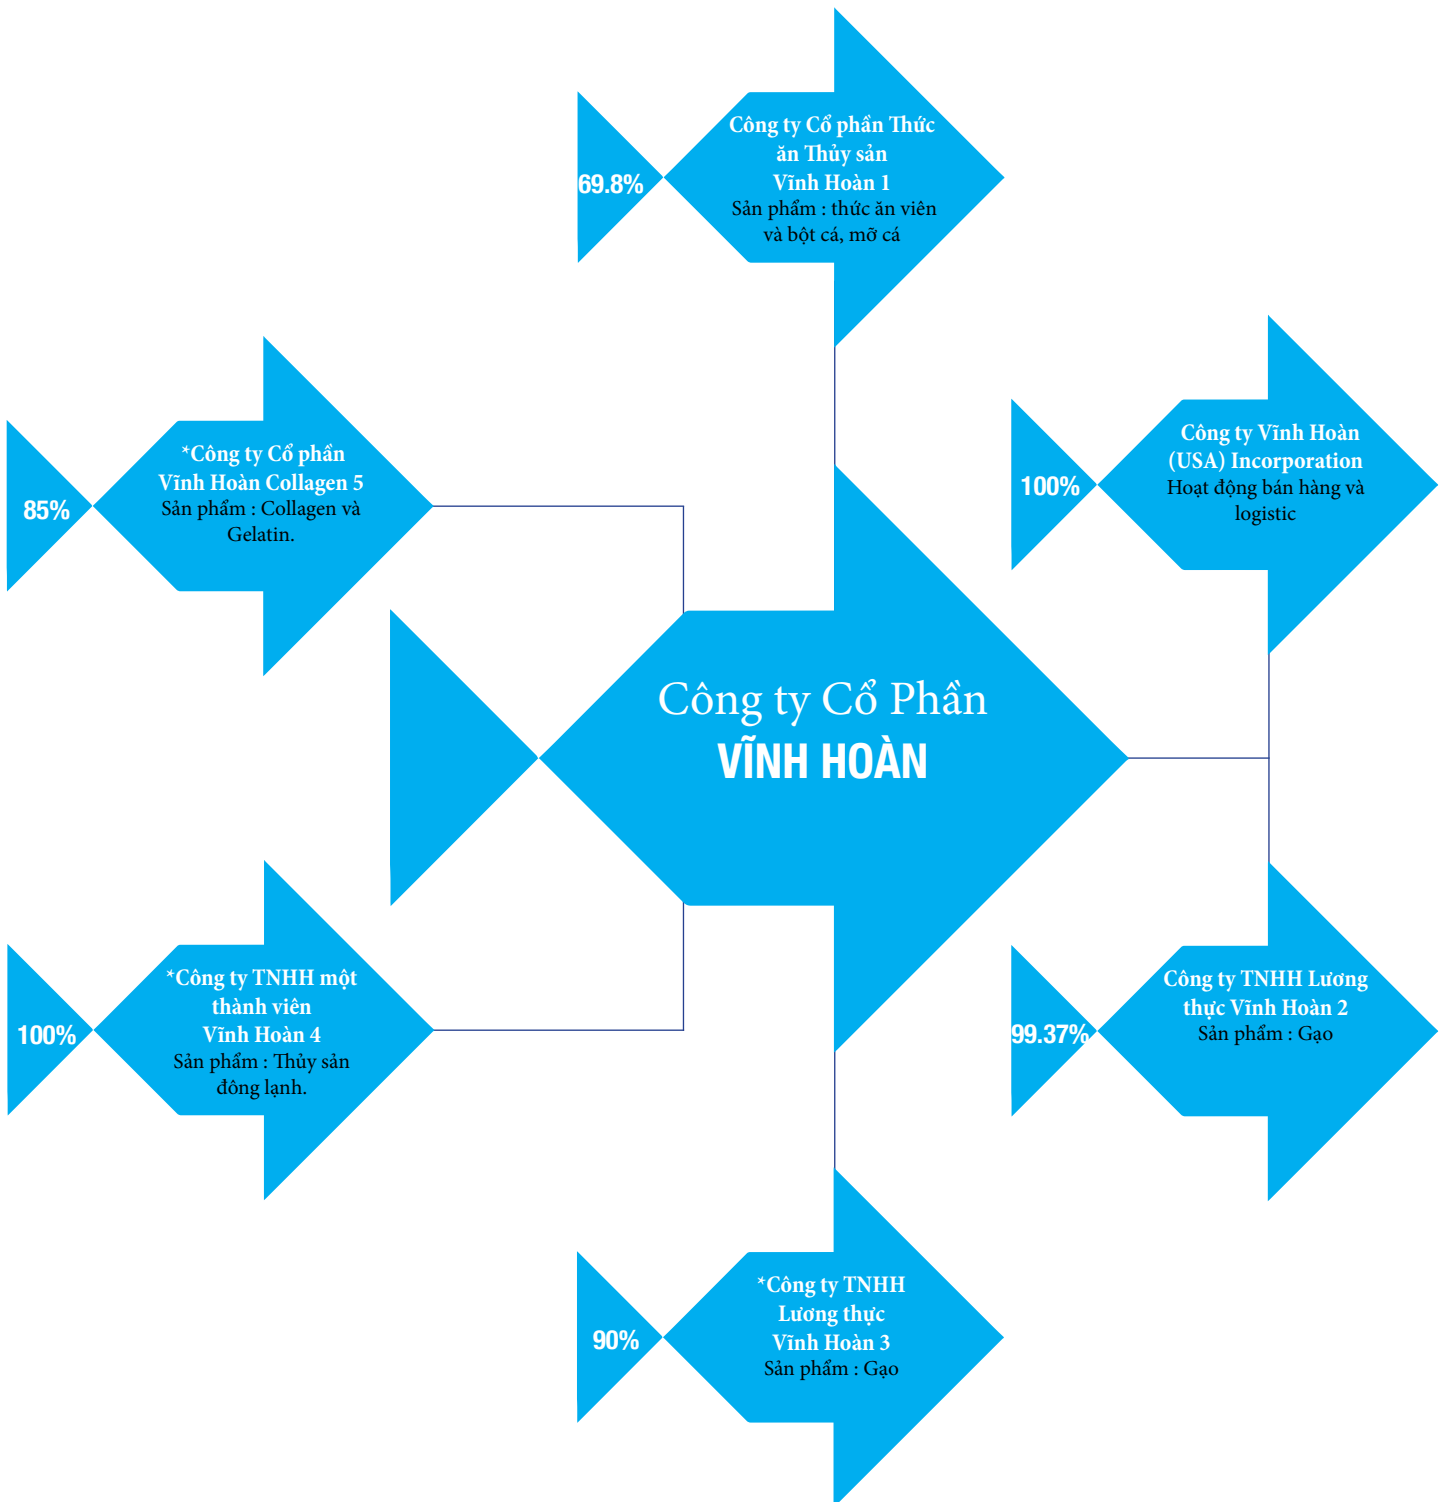 69.8%
Công ty Cổ phần Thức
ăn Thủy sản
Vĩnh Hoàn 1
Sản phẩm : thức ăn viên
và bột cá, mỡ cá
85%
*Công ty Cổ phần
Vĩnh Hoàn Collagen 5
Sản phẩm : Collagen và
Gelatin.
100%
Công ty Vĩnh Hoàn
(USA) Incorporation
Hoạt động bán hàng và
logistic
Công ty Cổ Phần
VĨNH HOÀN
100%
*Công ty TNHH một
thành viên
Vĩnh Hoàn 4
Sản phẩm : Thủy sản
đông lạnh.
99.37%
Công ty TNHH Lương
thực Vĩnh Hoàn 2
Sản phẩm : Gạo
90%
*Công ty TNHH
Lương thực
Vĩnh Hoàn 3
Sản phẩm : Gạo